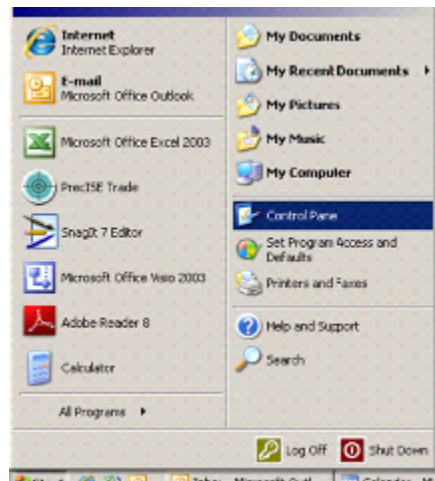 Internet
Internet Explorer
E-mail
Microsoft Office Outlook
Microsoft Office Excel 2003
PrecISE Trade
SnagIt 7 Editor
Microsoft Office Visio 2003
Adobe Reader 8
Calculator
All Programs
My Documents
My Recent Documents
My Pictures
My Music
My Computer
Control Pane
Set Program Access and
Defaults
Printers and Faxes
Help and Support
Search
Log Off
Shut Down